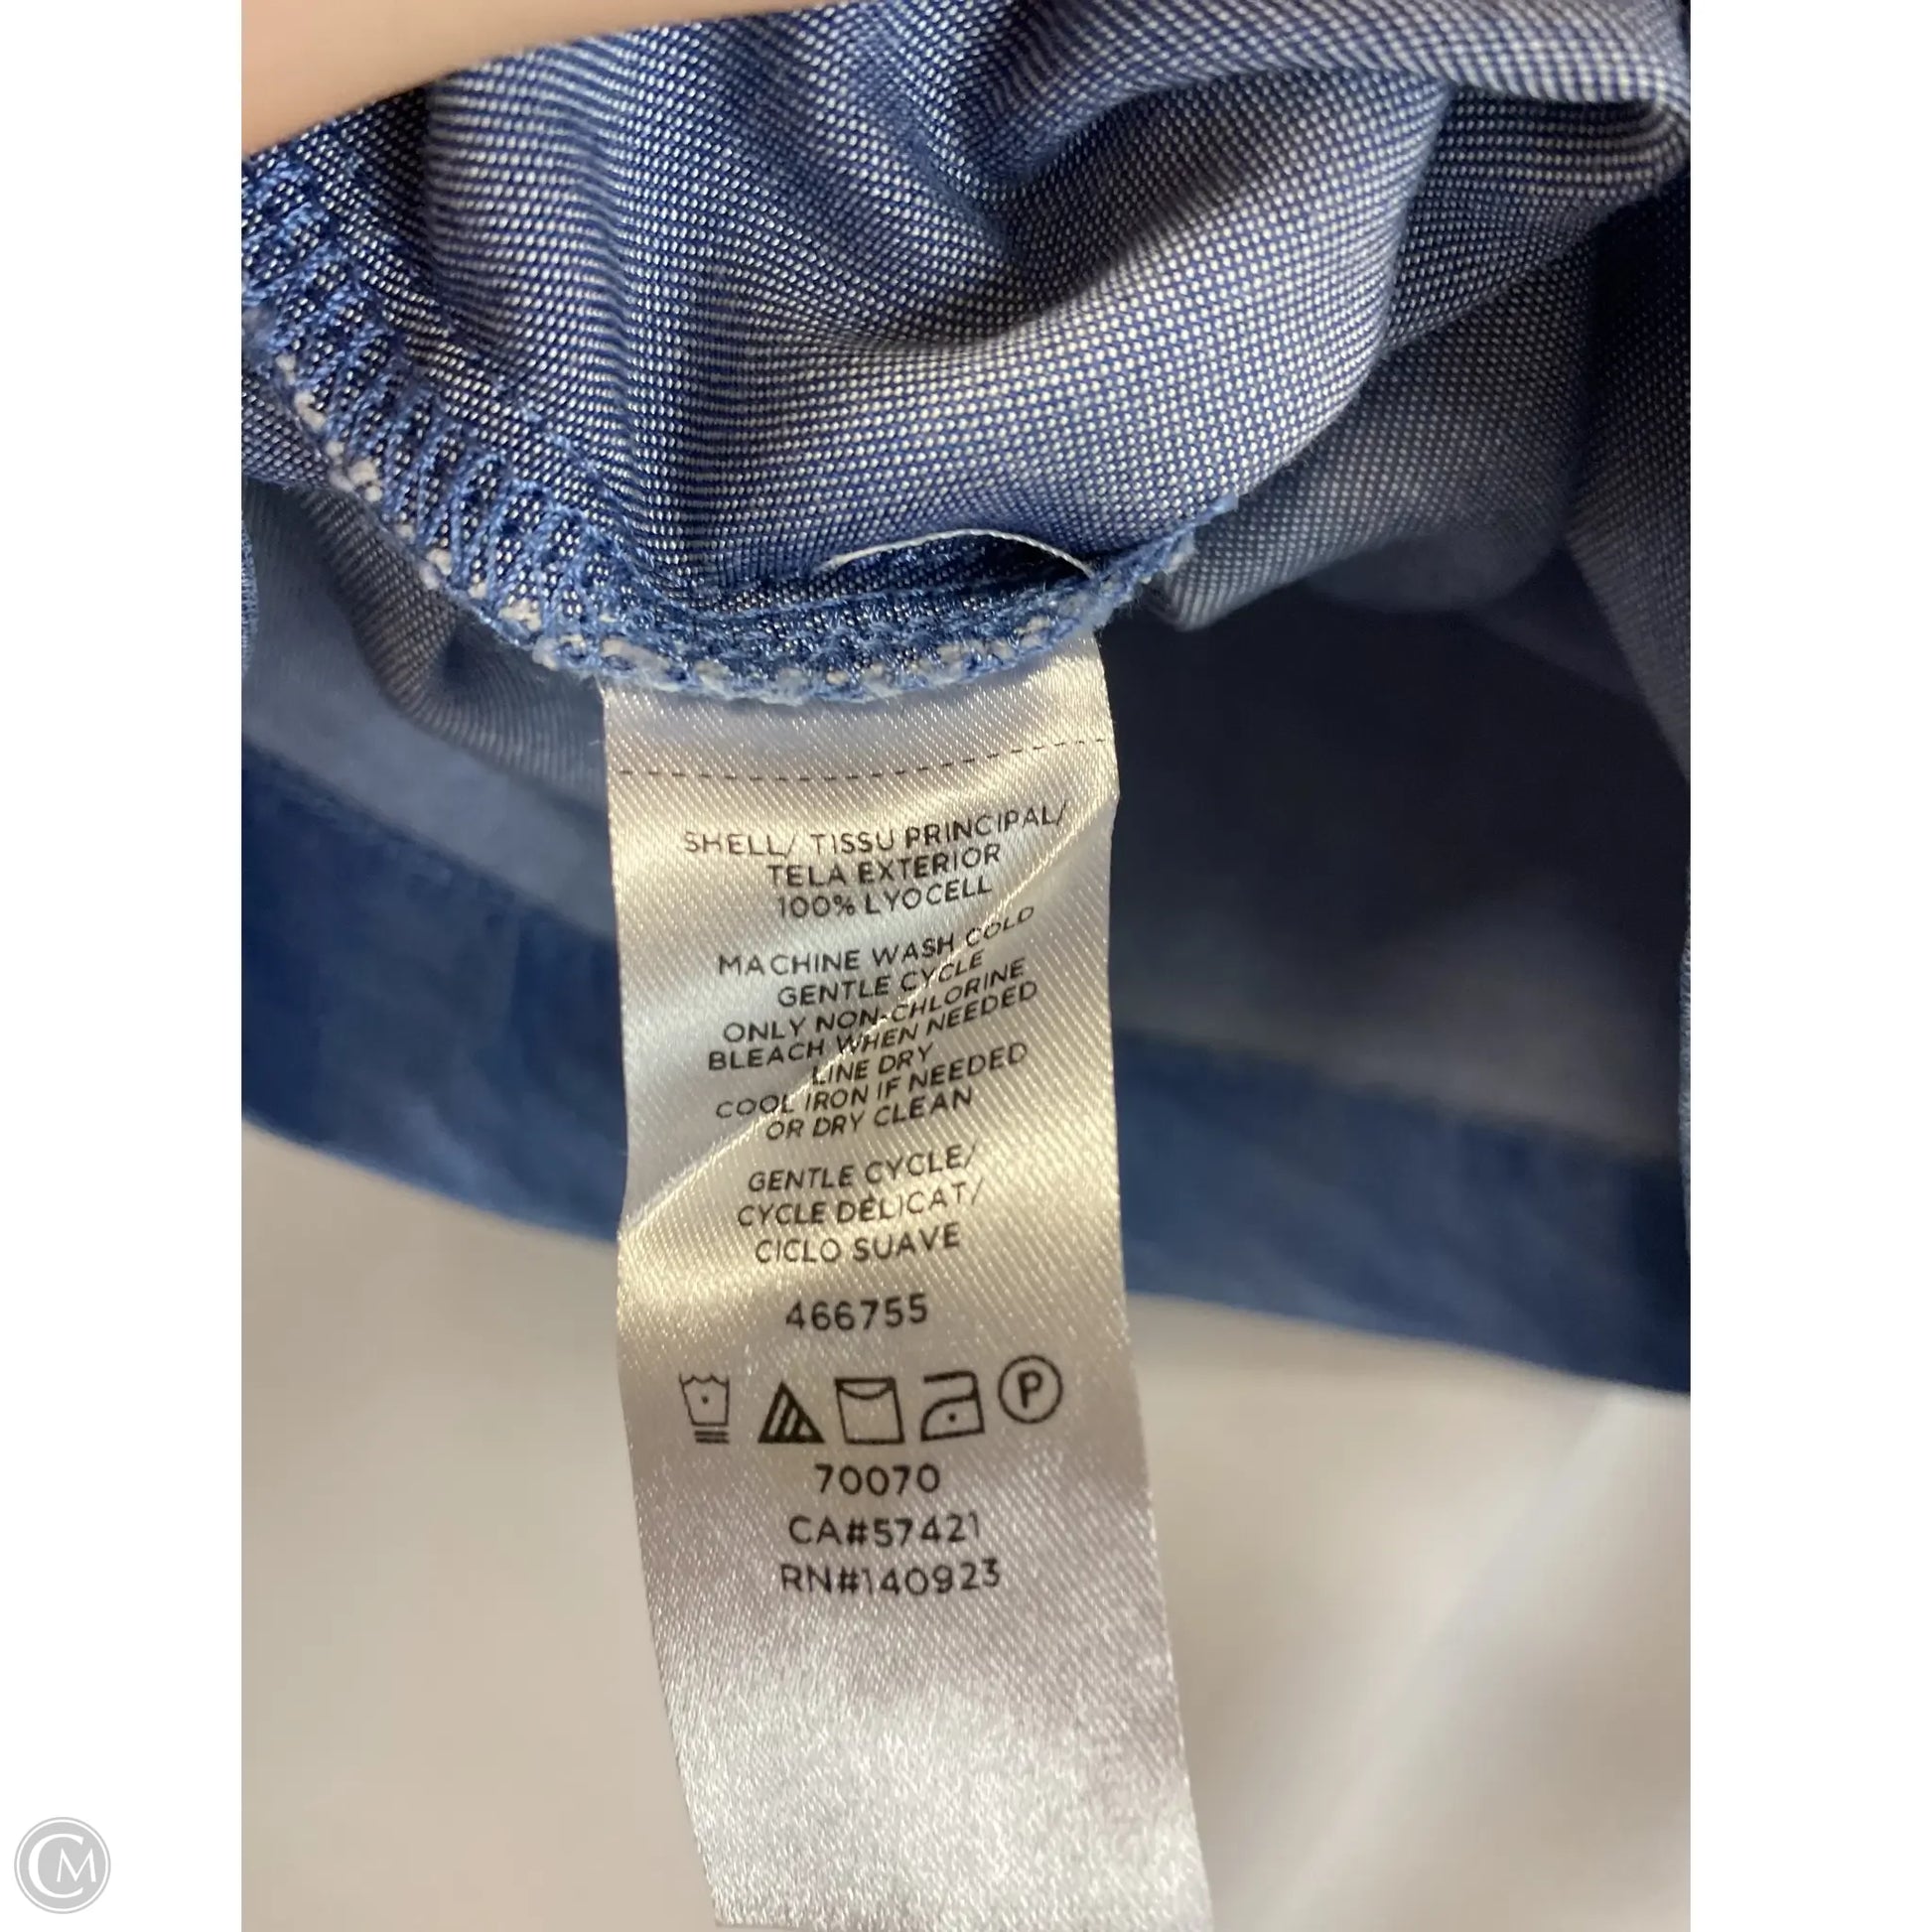 SHELL/ TISSU PRINCIPAL/
TELA EXTERIOR
100% LYOCELL
MACHINE WASH COLD
GENTLE CYCLE
ONLY NON-CHLORINE
BLEACH WHEN NEEDED
LINE DRY
COOL IRON IF NEEDED
OR DRY CLEAN
GENTLE CYCLE/
CYCLE DÉLICAT/
CICLO SUAVE
466755
P
70070
CA#57421
RN#140923
CM